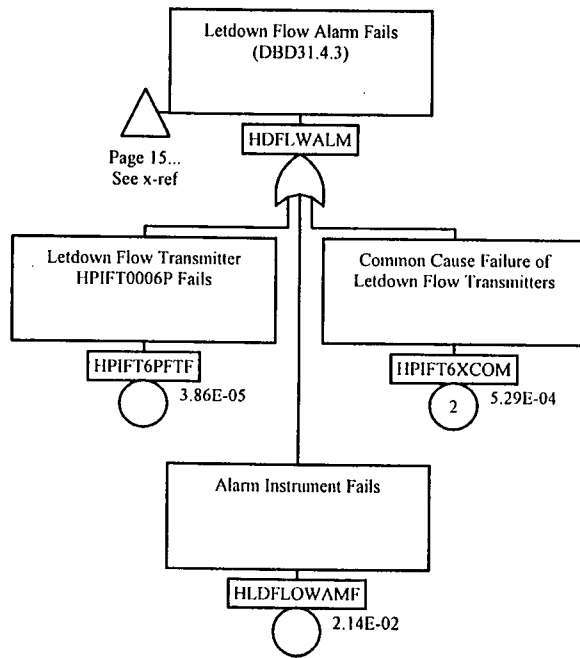 Letdown Flow Alarm Fails
(DBD31.4.3)
HDFLWALM
Page 15...
See x-ref
Letdown Flow Transmitter
HPIFT0006P Fails
HPIFT6PFTF
3.86E-05
Common Cause Failure of
Letdown Flow Transmitters
HPIFT6XCOM
2
5.29E-04
Alarm Instrument Fails
HLDFLOWAMF
2.14E-02